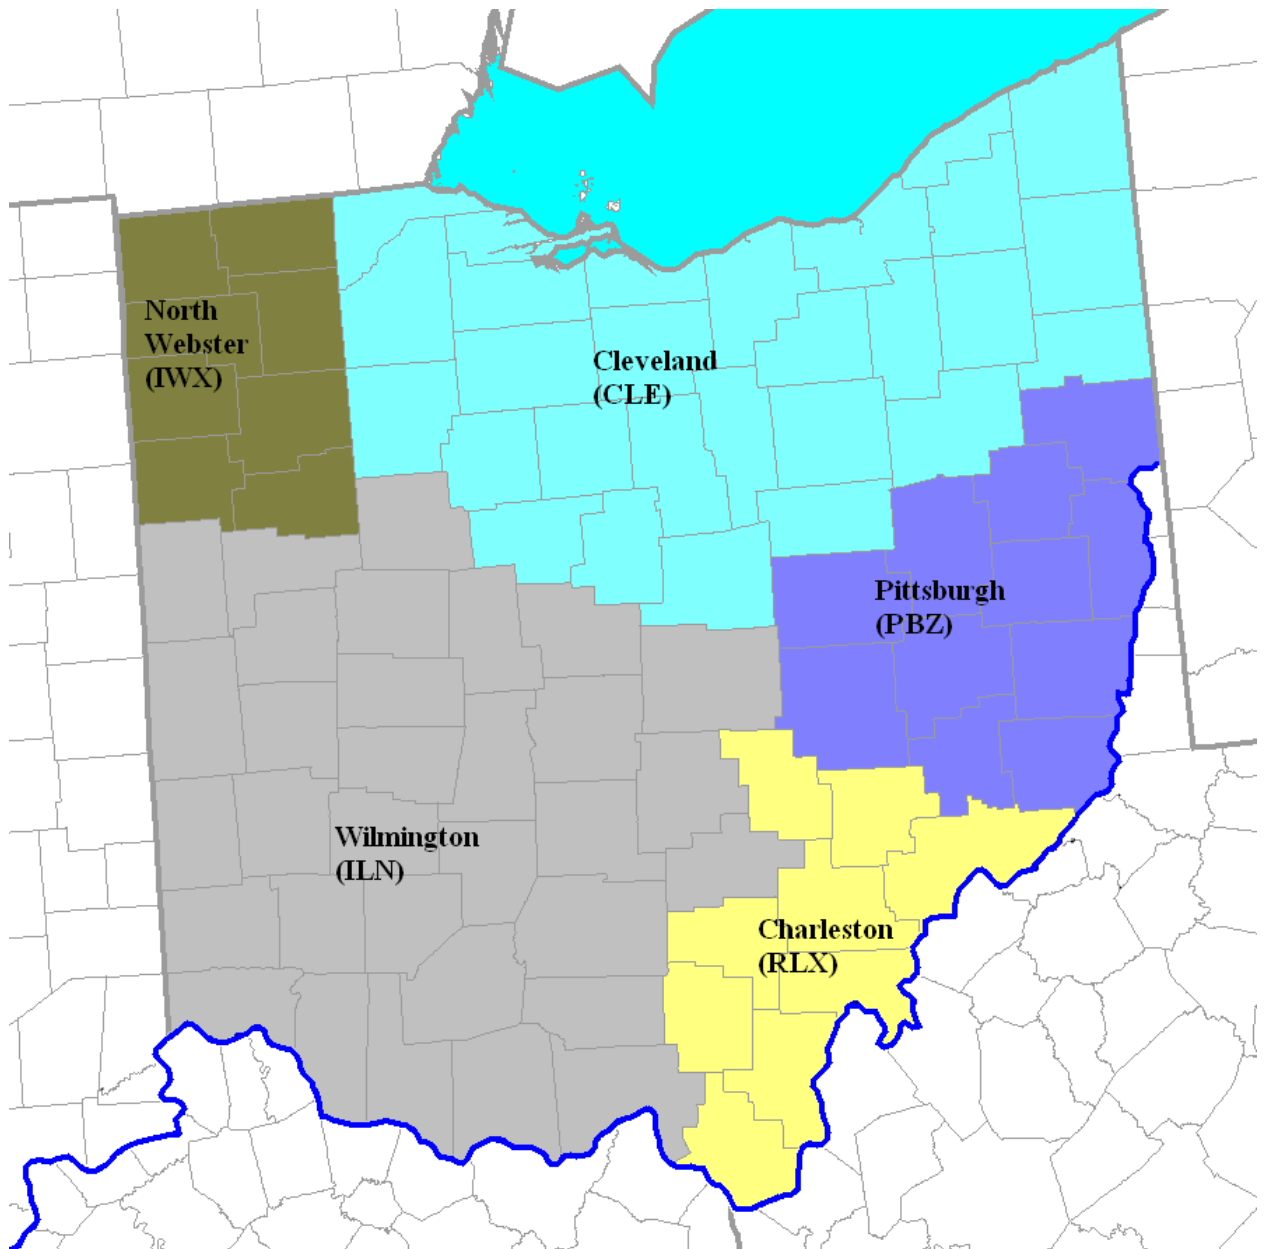 North
Webster
(IWX)
Cleveland
(CLE)
Pittsburgh
(PBZ)
Wilmington
(ILN)
Charleston
(RLX)